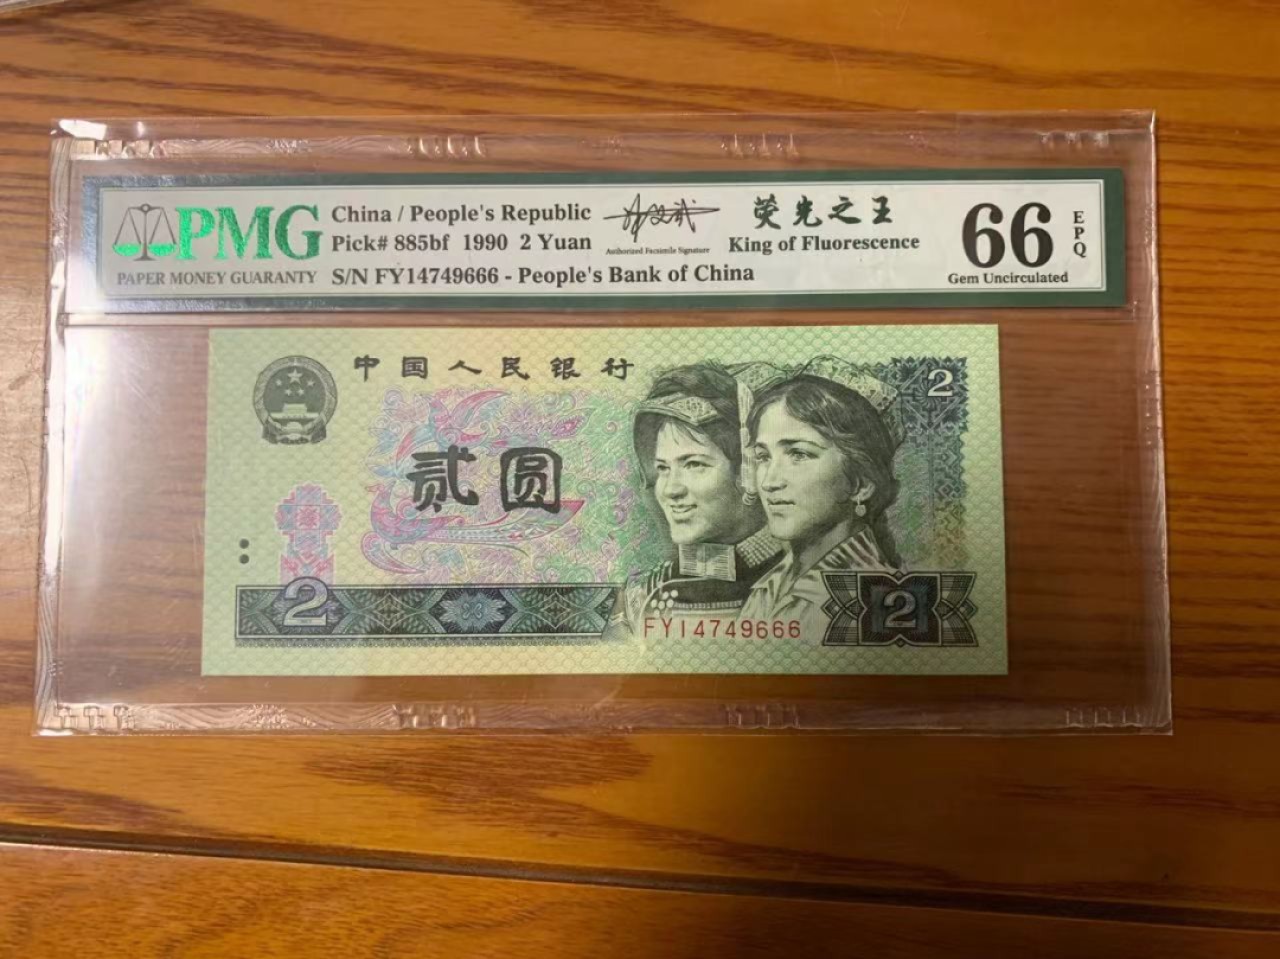 PMG
PAPER MONEY GUARANTY
China / People's Republic
Pick# 885bf 1990 2 Yuan
S/N FY14749666 - People's Bank of China
Authorized Facsimile Signature
荧光之王
King of Fluorescence
66
EPQ
Gem Uncirculated
中国人民银行
2
贰圆
2
FY14749666
2